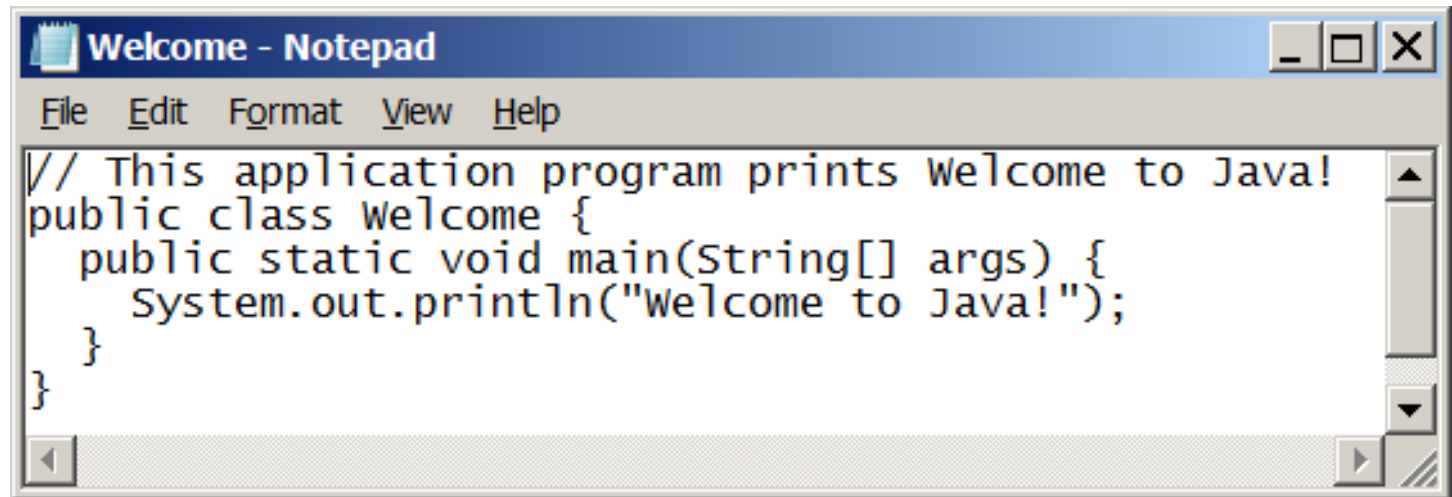 Welcome - Notepad
File Edit Format View Help
// This application program prints Welcome to Java!
public class Welcome {
  public static void main(String[] args) {
    System.out.println("Welcome to Java!");
  }
}